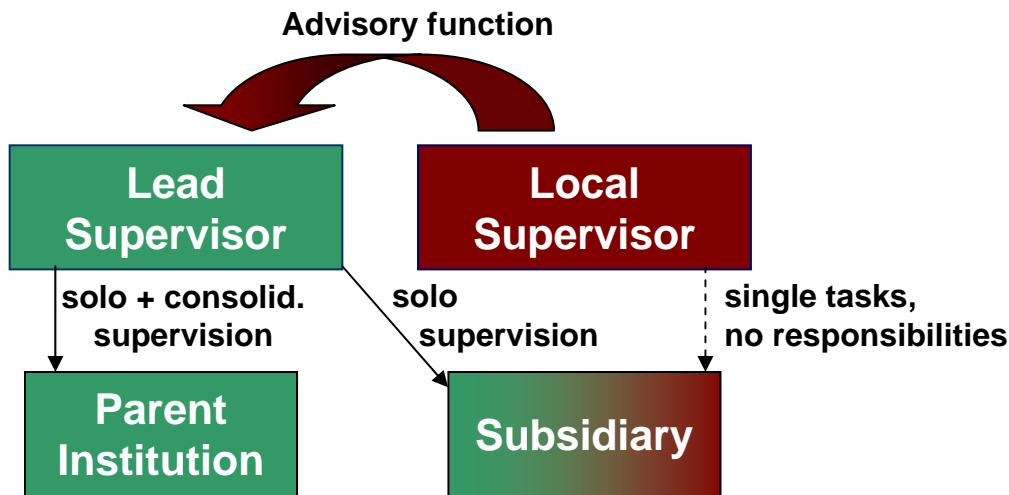 Advisory function
Lead
Supervisor
Local
Supervisor
solo + consolid.
supervision
solo
supervision
single tasks,
no responsibilities
Parent
Institution
Subsidiary